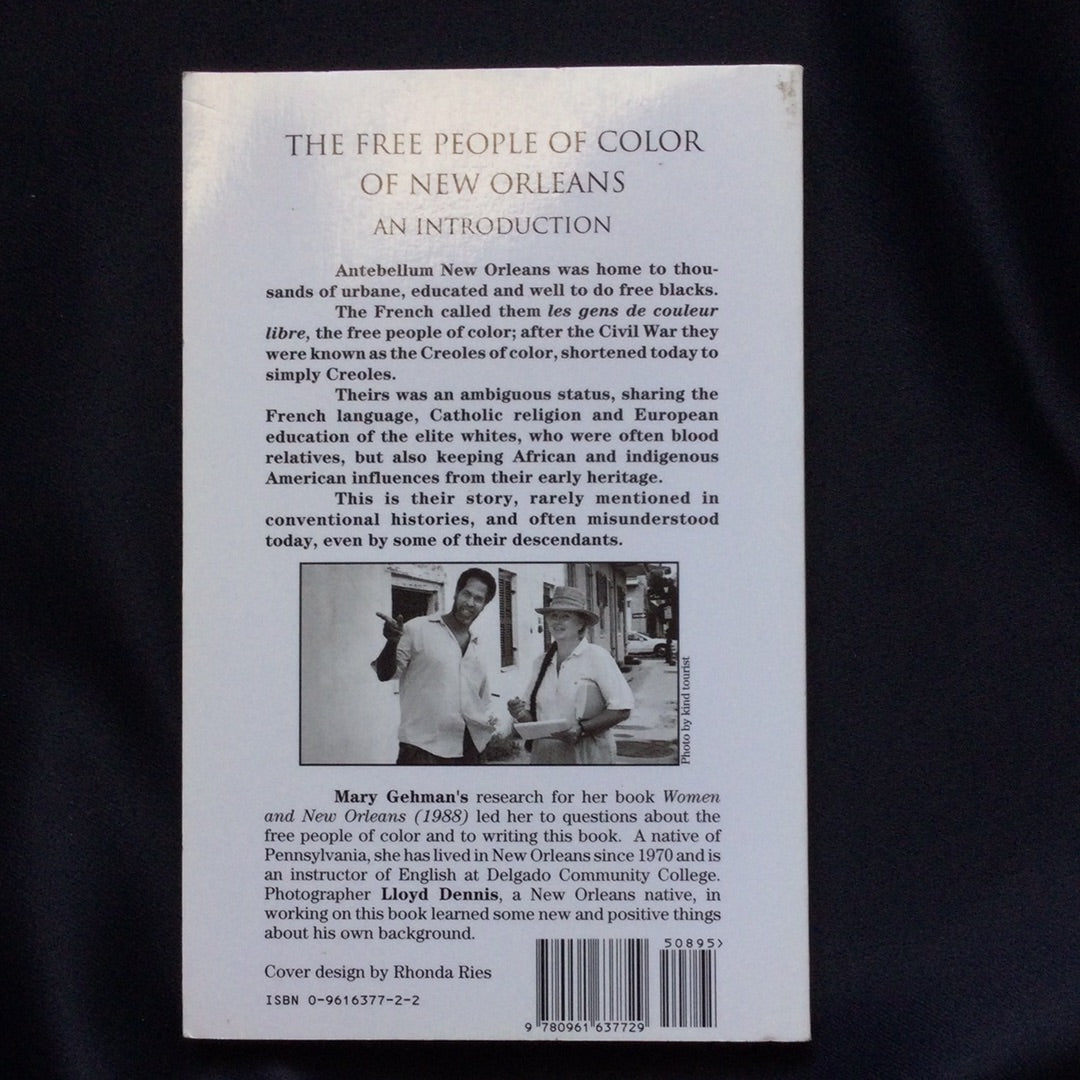 THE FREE PEOPLE OF COLOR
OF NEW ORLEANS
AN INTRODUCTION
Antebellum New Orleans was home to thou-
sands of urbane, educated and well to do free blacks.
The French called them les gens de couleur
libre, the free people of color; after the Civil War they
were known as the Creoles of color, shortened today to
simply Creoles.
Theirs was an ambiguous status, sharing the
French language, Catholic religion and European
education of the elite whites, who were often blood
relatives, but also keeping African and indigenous
American influences from their early heritage.
This is their story, rarely mentioned in
conventional histories, and often misunderstood
today, even by some of their descendants.
Photo by kind tourist
Mary Gehman's research for her book Women
and New Orleans (1988) led her to questions about the
free people of color and to writing this book. A native of
Pennsylvania, she has lived in New Orleans since 1970 and is
an instructor of English at Delgado Community College.
Photographer Lloyd Dennis, a New Orleans native, in
working on this book learned some new and positive things
about his own background.
Cover design by Rhonda Ries
ISBN 0-9616377-2-2
50895>
9 780961 637729